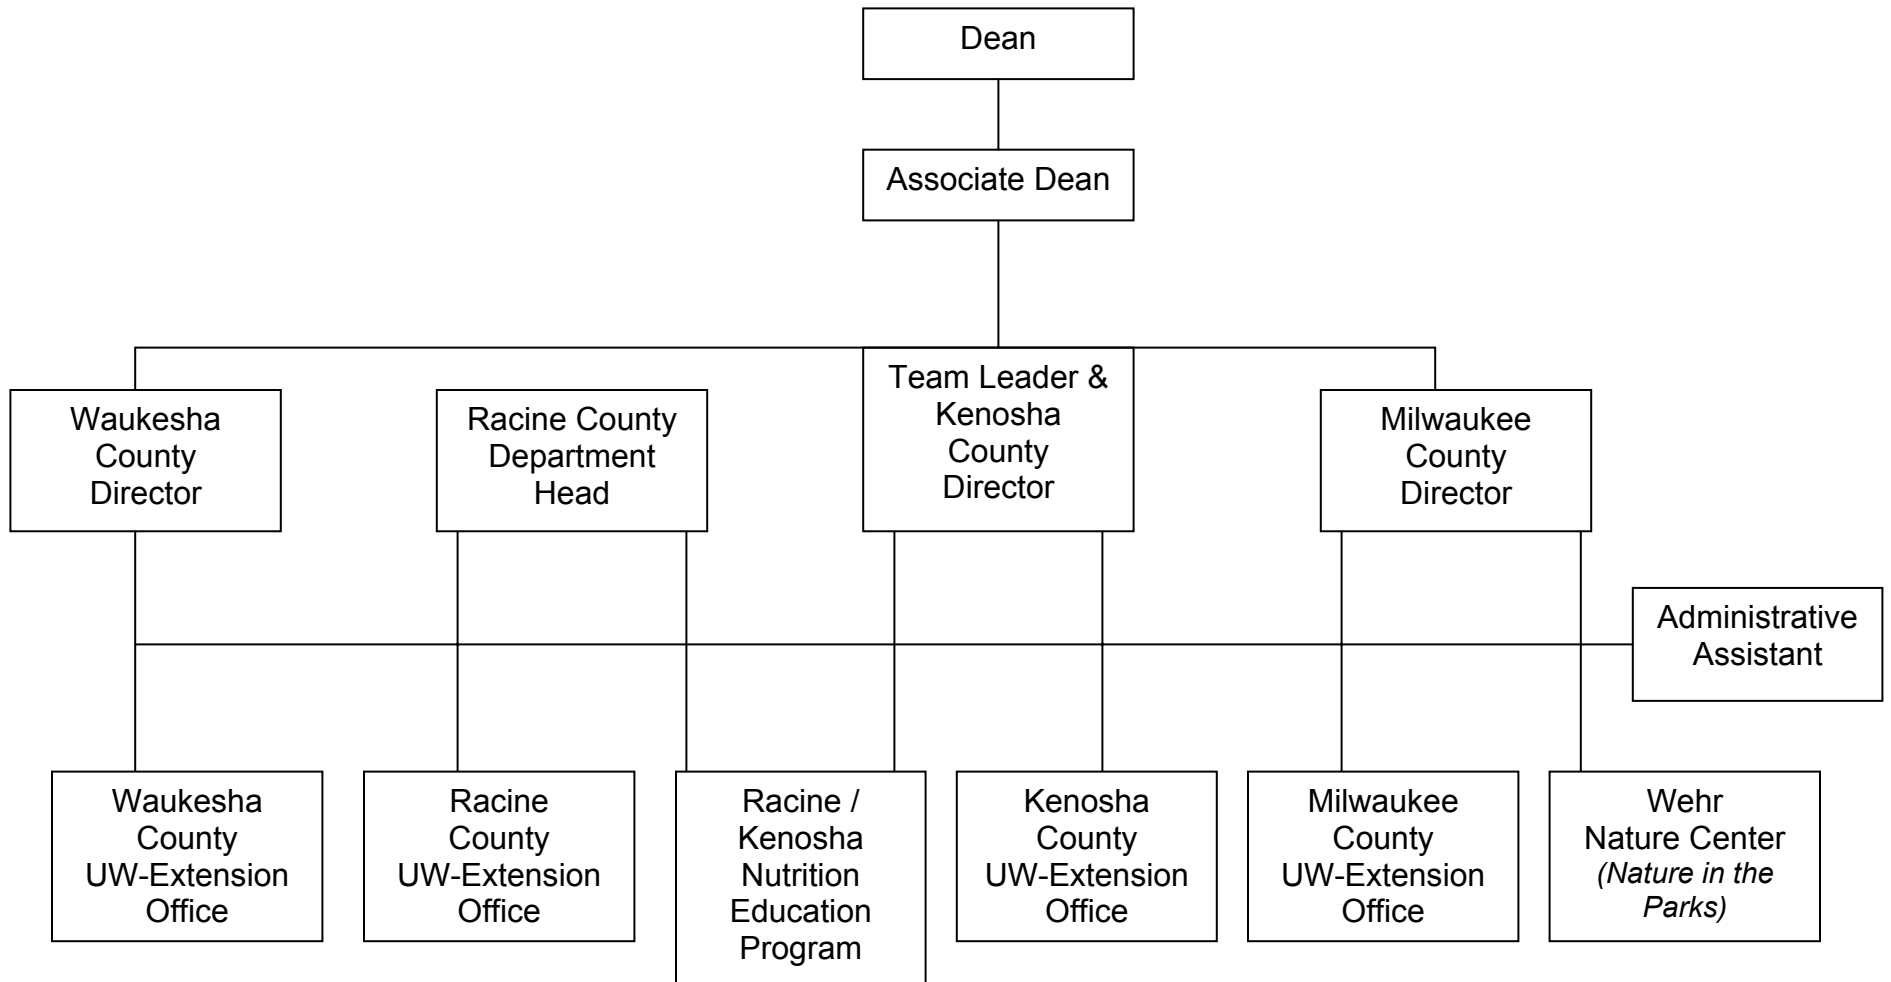 Dean
Associate Dean
Waukesha
County
Director
Racine County
Department
Head
Team Leader &
Kenosha
County
Director
Milwaukee
County
Director
Administrative
Assistant
Waukesha
County
UW-Extension
Office
Racine
County
UW-Extension
Office
Racine /
Kenosha
Nutrition
Education
Program
Kenosha
County
UW-Extension
Office
Milwaukee
County
UW-Extension
Office
Wehr
Nature Center
(Nature in the
Parks)